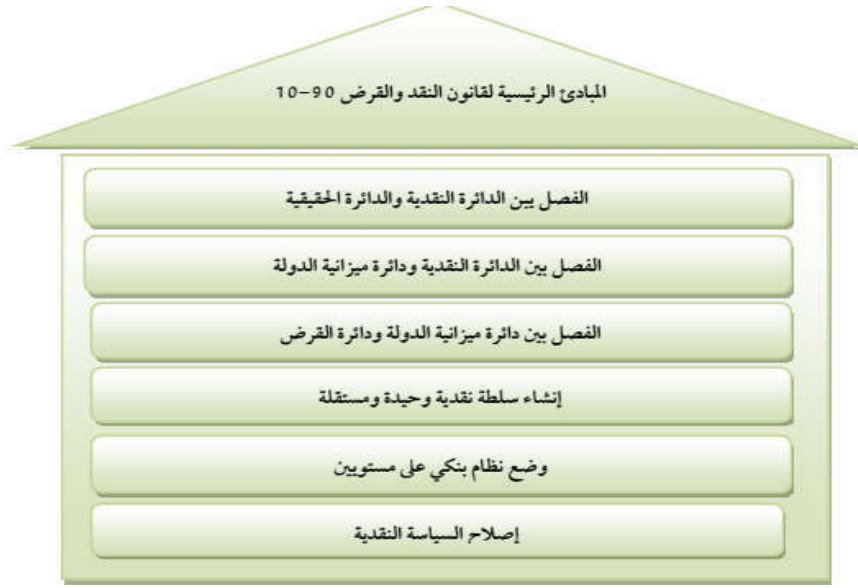 المبادئ الرئيسية لقانون النقد والقرض 90-10
الفصل بين الدائرة النقدية والدائرة الحقيقية
الفصل بين الدائرة النقدية ودائرة ميزانية الدولة
الفصل بين دائرة ميزانية الدولة ودائرة القرض
إنشاء سلطة نقدية وحيدة ومستقلة
وضع نظام بنكي على مستويين
إصلاح السياسة النقدية